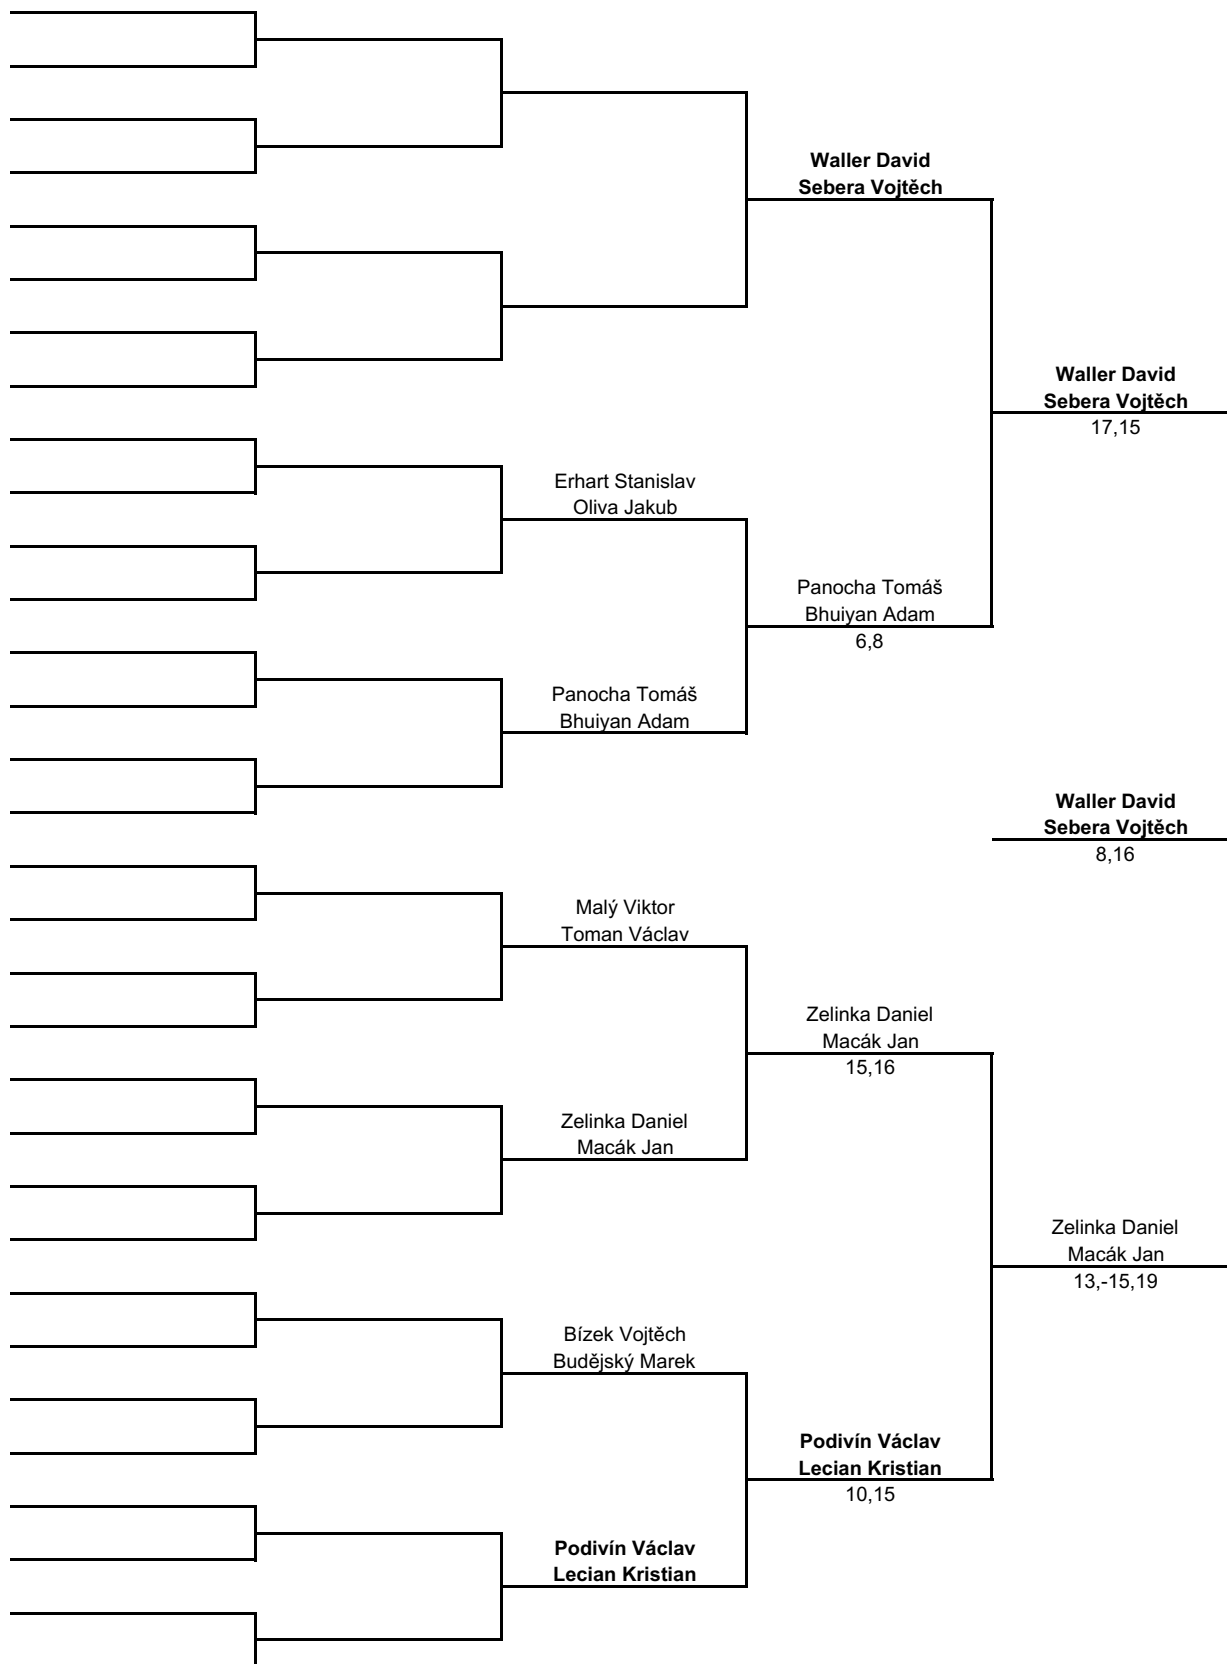 Waller David
Sebera Vojtěch
Waller David
Sebera Vojtěch
17,15
Erhart Stanislav
Oliva Jakub
Panocha Tomáš
Bhuiyan Adam
6,8
Panocha Tomáš
Bhuiyan Adam
Waller David
Sebera Vojtěch
8,16
Malý Viktor
Toman Václav
Zelinka Daniel
Macák Jan
15,16
Zelinka Daniel
Macák Jan
Zelinka Daniel
Macák Jan
13,-15,19
Bízek Vojtěch
Budějský Marek
Podivín Václav
Lecian Kristian
10,15
Podivín Václav
Lecian Kristian